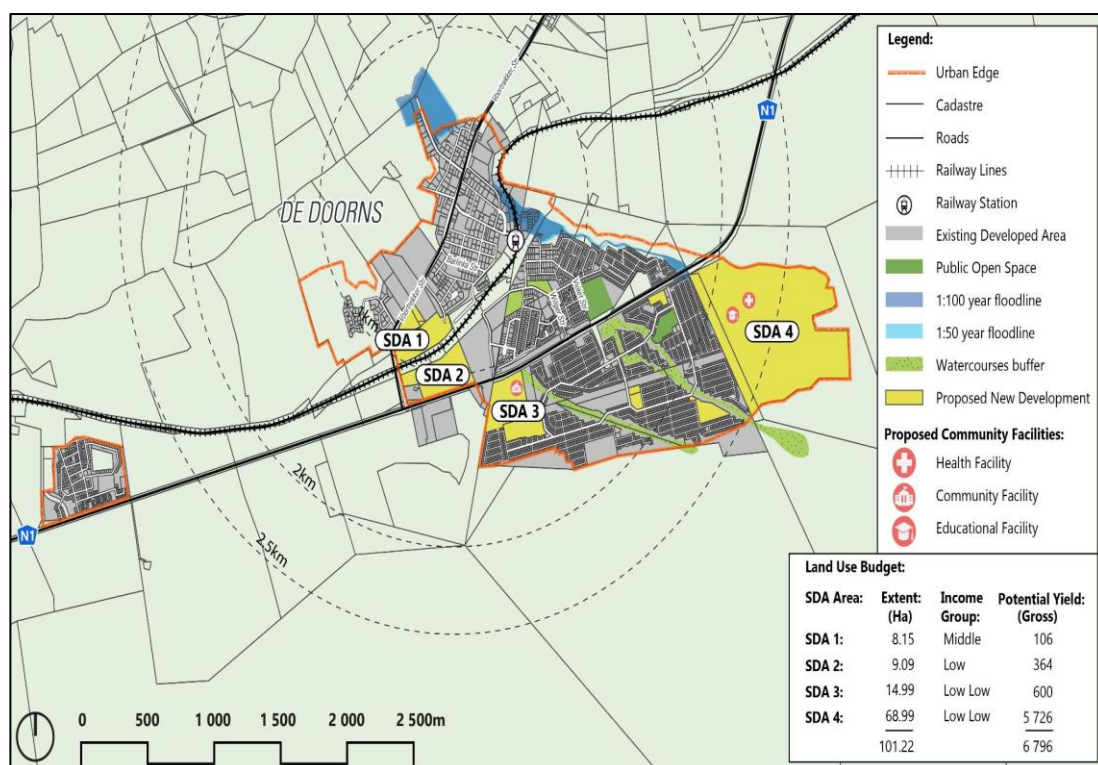 N1
DE DOORNS
Voortrekker Str
Voortrekker Str
1km
SDA 1
SDA 2
SDA 3
SDA 4
2km
2.5km
N1
0 500 1 000 1 500 2 000 2 500m
Legend:
Urban Edge
Cadastre
Roads
Railway Lines
Railway Station
Existing Developed Area
Public Open Space
1:100 year floodline
1:50 year floodline
Watercourses buffer
Proposed New Development
Proposed Community Facilities:
Health Facility
Community Facility
Educational Facility
Land Use Budget:
SDA Area: Extent: (Ha) Income Group: Potential Yield: (Gross)
SDA 1: 8.15 Middle 106
SDA 2: 9.09 Low 364
SDA 3: 14.99 Low Low 600
SDA 4: 68.99 Low Low 5 726
101.22 6 796